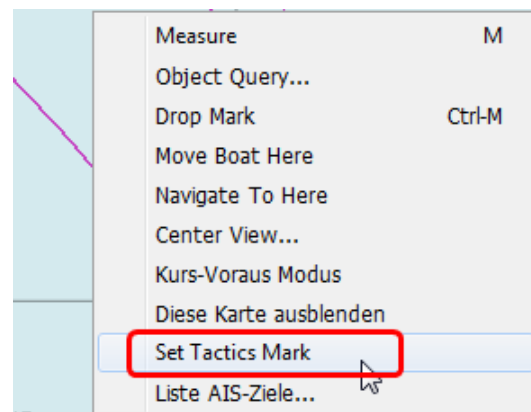 Measure M
Object Query...
Drop Mark Ctrl-M
Move Boat Here
Navigate To Here
Center View...
Kurs-Voraus Modus
Diese Karte ausblenden
Set Tactics Mark
Liste AIS-Ziele...